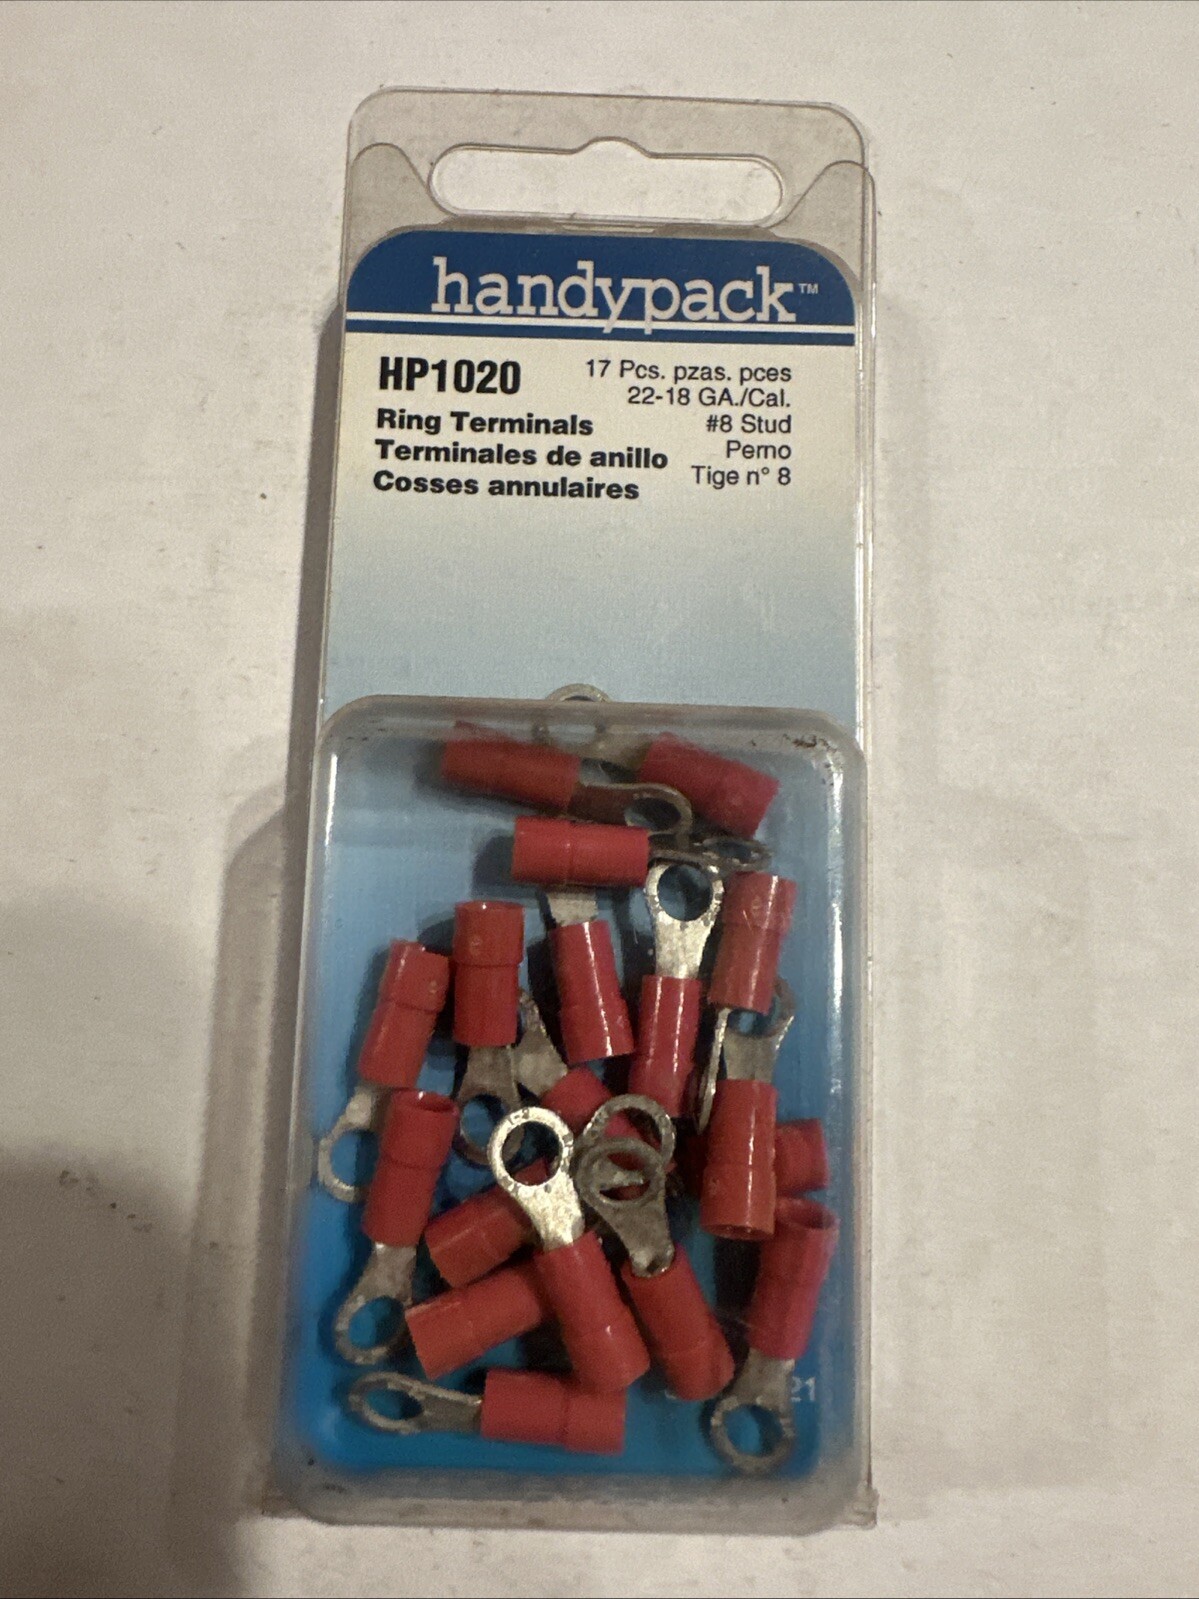 handypack™
HP1020
Ring Terminals
Terminales de anillo
Cosses annulaires
17 Pcs. pzas. pces
22-18 GA./Cal.
#8 Stud
Perno
Tige n° 8